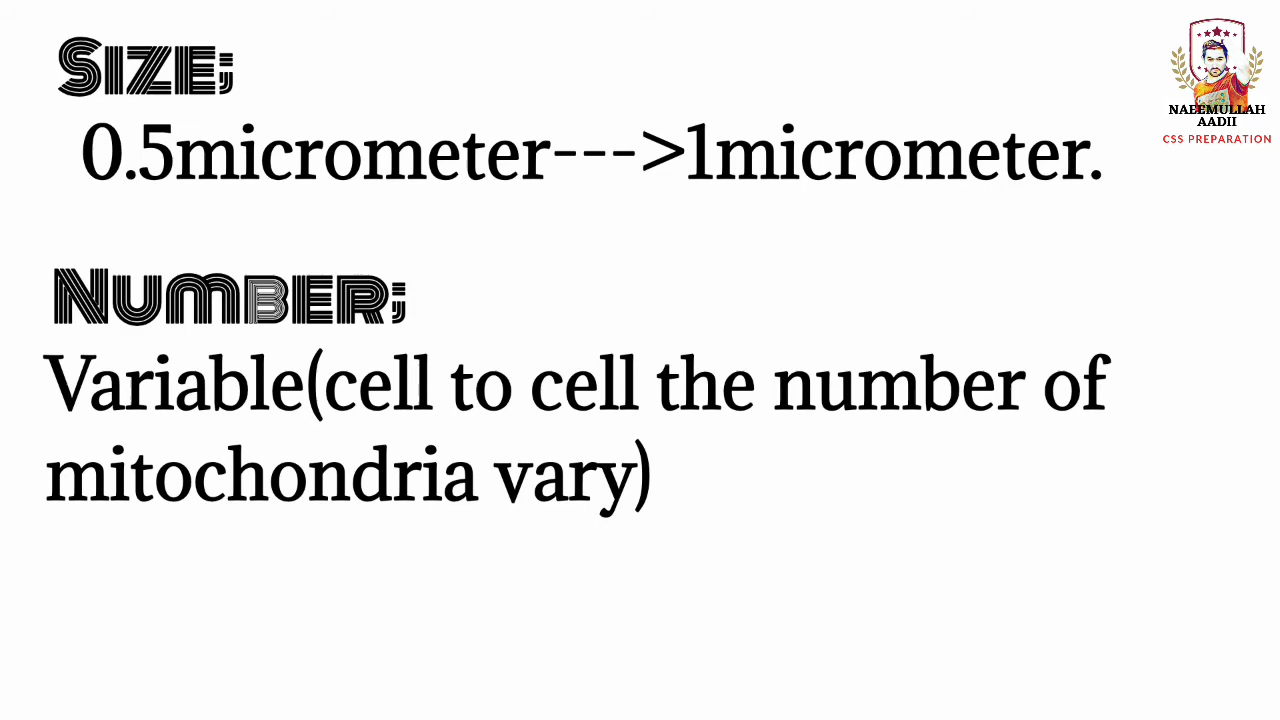 Size;
0.5micrometer--->1micrometer.
Number;
Variable(cell to cell the number of
mitochondria vary)
NAEEMULLAH
AADII
CSS PREPARATION